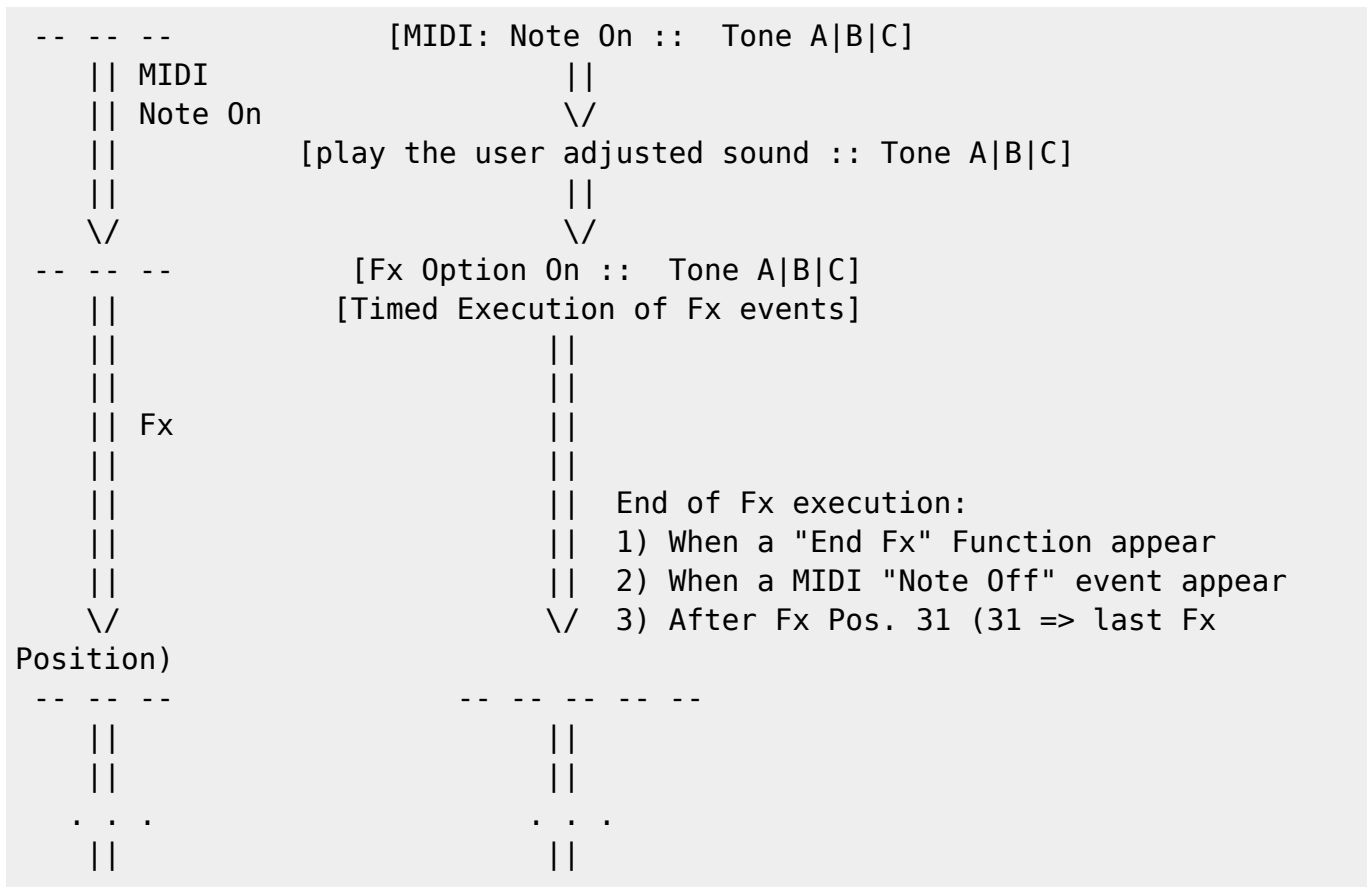 -- -- --            [MIDI: Note On ::  Tone A|B|C]
    || MIDI                     ||
    || Note On                  \/
    ||          [play the user adjusted sound :: Tone A|B|C]
    ||                          ||
    \/                          \/
 -- -- --          [Fx Option On ::  Tone A|B|C]
    ||            [Timed Execution of Fx events]
    ||                         ||
    ||                         ||
    || Fx                      ||
    ||                         ||
    ||                         ||  End of Fx execution:
    ||                         ||  1) When a "End Fx" Function appear
    ||                         ||  2) When a MIDI "Note Off" event appear
    \/                         \/  3) After Fx Pos. 31 (31 => last Fx
Position)
 -- -- --               -- -- -- -- --
    ||                         ||
    ||                         ||
   . . .                      . . .
    ||                         ||